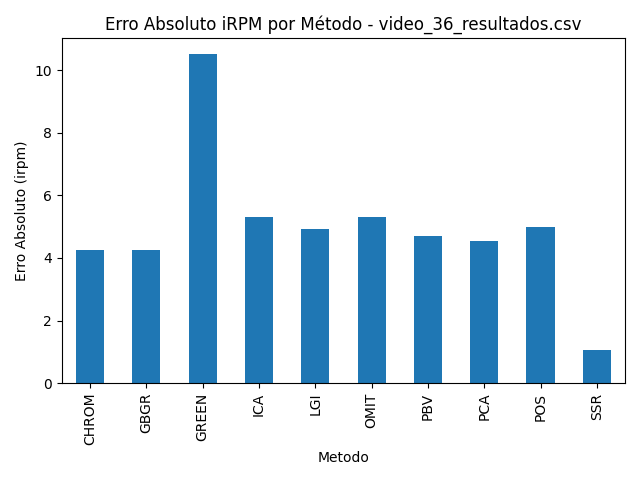 Erro Absoluto iRPM por Método - video_36_resultados.csv
Erro Absoluto (irpm)
10
8
6
4
2
0
CHROM
GBGR
GREEN
ICA
LGI
OMIT
PBV
PCA
POS
SSR
Metodo